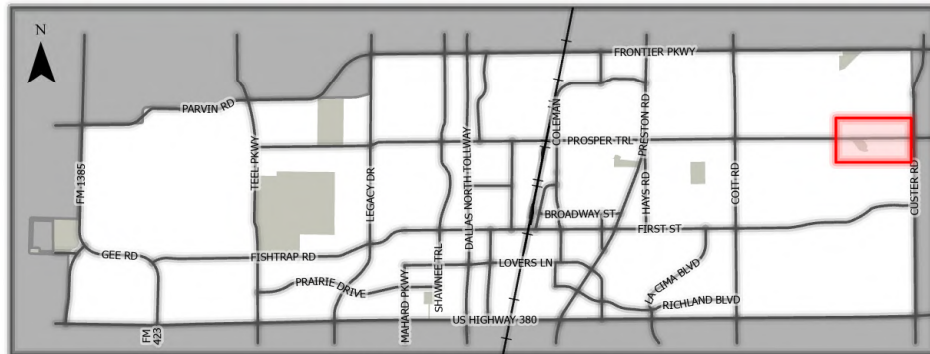 N
FRONTIER PKWY
PARVIN RD
COLEMAN
PRESTON RD
PROSPER TRL
FM 1385
TEEL PKWY
LEGACY DR
DALLAS NORTH TOLLWAY
HAYS RD
COIT RD
CUSTER RD
BROADWAY ST
FIRST ST
GEE RD
FISHTRAP RD
SHAWNEE TRL
LOVERS LN
LA CIMA BLVD
PRAIRIE DRIVE
MAHARD PKWY
RICHLAND BLVD
US HIGHWAY 380
FM
423